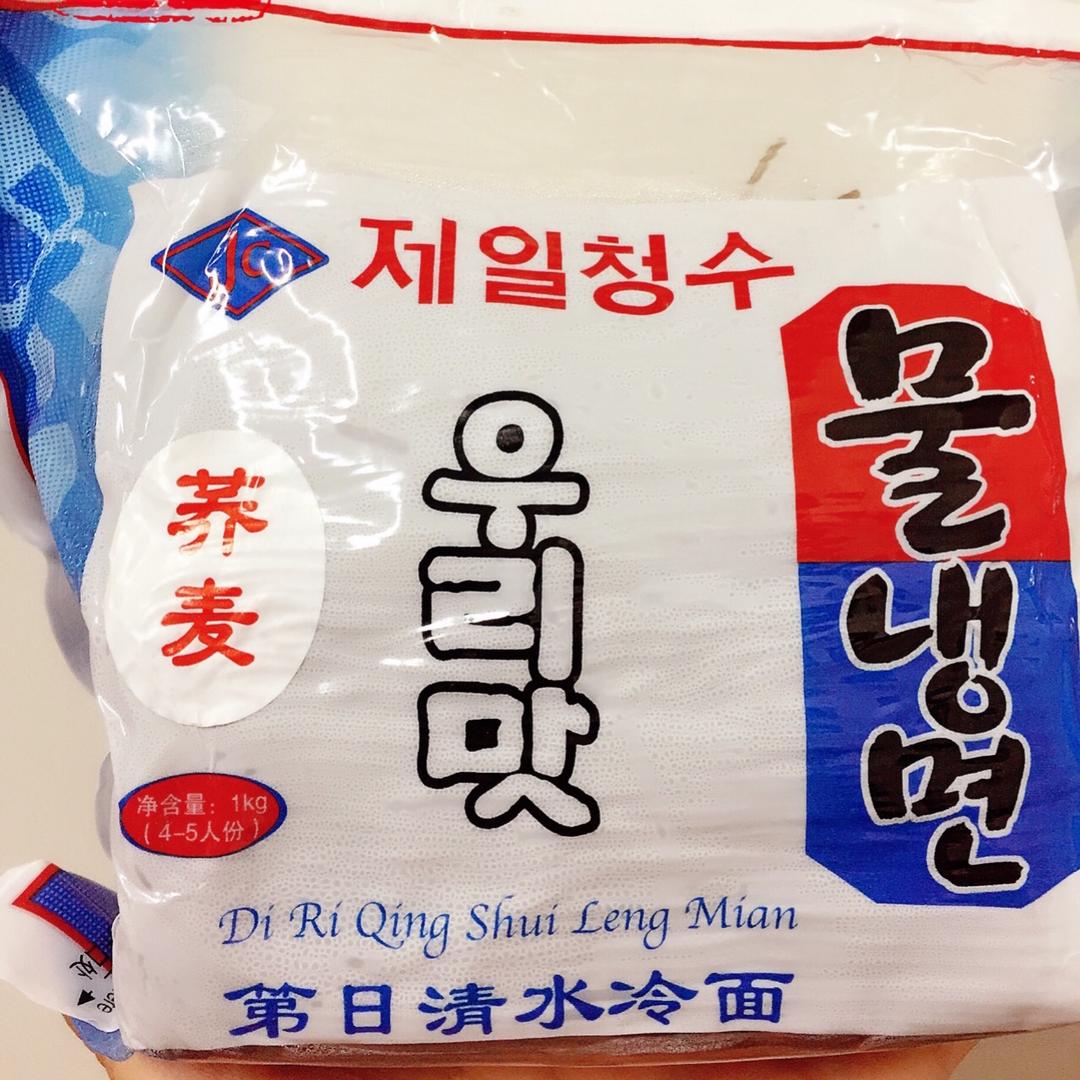 JC
제일청수
물냉면
우리맛
荞麦
净含量：1kg
（4-5人份）
Di Ri Qing Shui Leng Mian
第日清水冷面